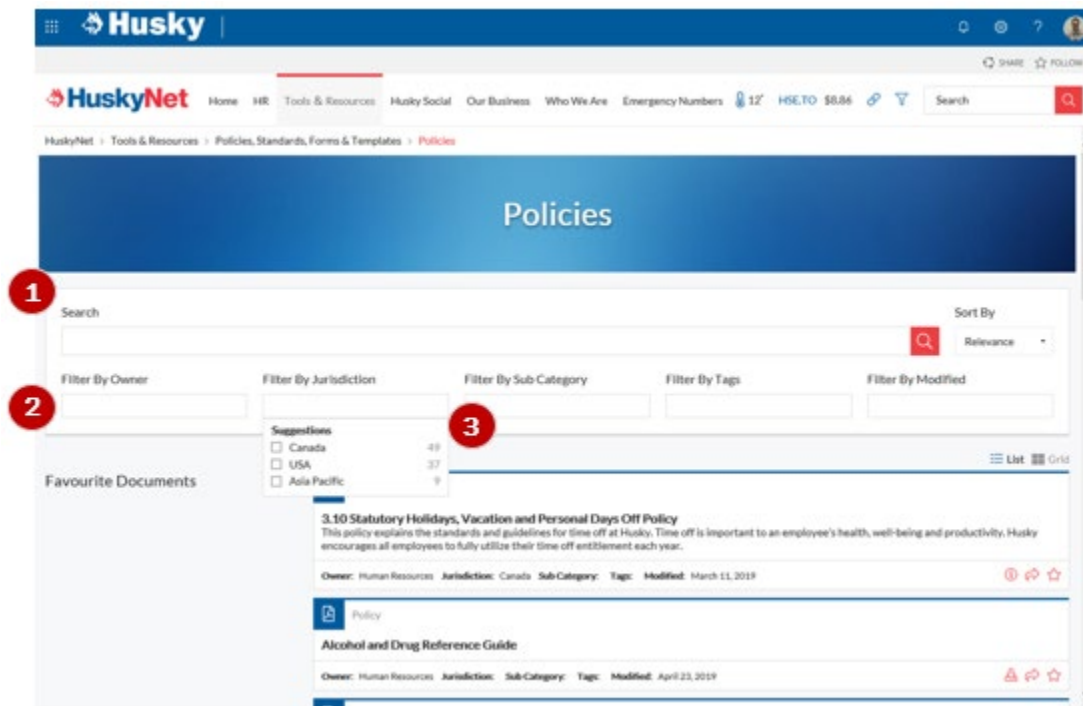 Husky
?
SHARE FOLLOW
HuskyNet Home HR Tools & Resources Husky Social Our Business Who We Are Emergency Numbers 12° HSE.TO $8.86 Search
HuskyNet > Tools & Resources > Policies, Standards, Forms & Templates > Policies
Policies
1
Search Sort By
Relevance
Filter By Owner Filter By Jurisdiction Filter By Sub Category Filter By Tags Filter By Modified
2
3
Suggestions
Canada 49
USA 37
Asia Pacific 9
List Grid
Favourite Documents
3.10 Statutory Holidays, Vacation and Personal Days Off Policy
This policy explains the standards and guidelines for time off at Husky. Time off is important to an employee's health, well-being and productivity. Husky
encourages all employees to fully utilize their time off entitlement each year.
Owner: Human Resources Jurisdiction: Canada Sub Category: Tags: Modified: March 11, 2019
Policy
Alcohol and Drug Reference Guide
Owner: Human Resources Jurisdiction: Sub Category: Tags: Modified: April 23, 2019